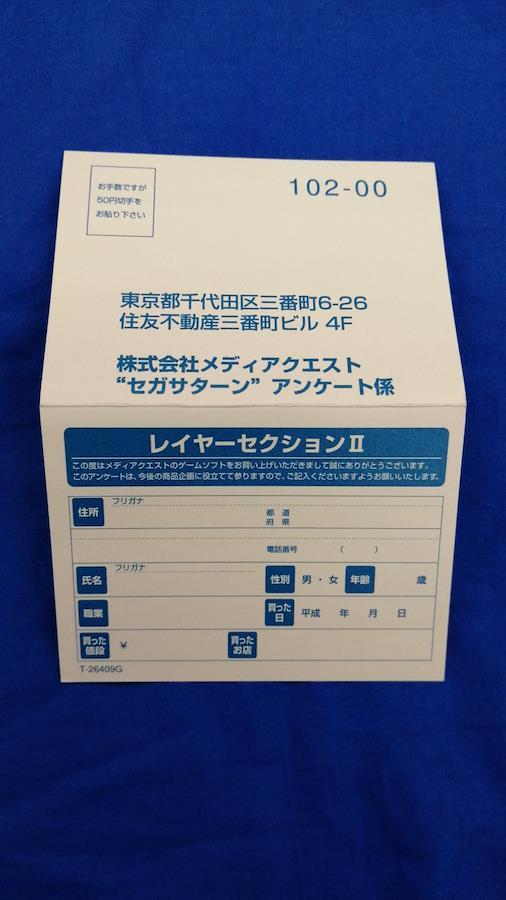 お手数ですが
50円切手を
お貼り下さい
102-00
東京都千代田区三番町6-26
住友不動産三番町ビル 4F
株式会社メディアクエスト
“セガサターン” アンケート係
レイヤーセクションⅡ
この度はメディアクエストのゲームソフトをお買い上げいただきまして誠にありがとうございます。
このアンケートは、今後の商品企画に役立てて参りますので、ご記入くださいますようお願いいたします。
住所 フリガナ 都 道
府 県
電話番号 ( )
氏名 フリガナ 性別 男・女 年齢 歳
職業 買った日 平成 年 月 日
買った値段 ¥ 買ったお店
T-26409G